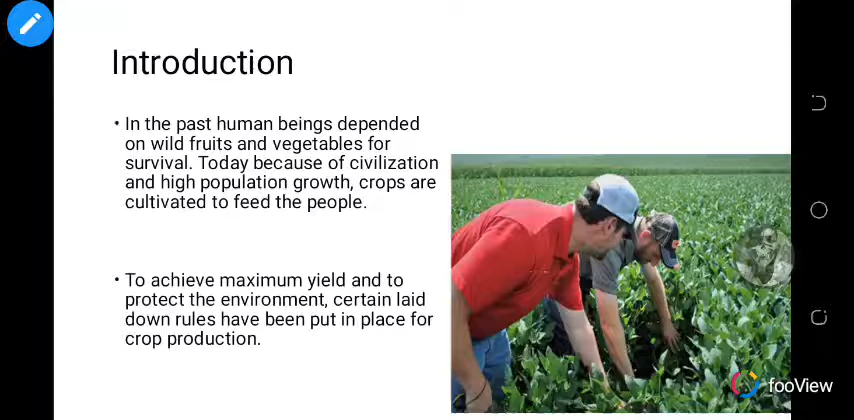 Introduction
• In the past human beings depended
on wild fruits and vegetables for
survival. Today because of civilization
and high population growth, crops are
cultivated to feed the people.
• To achieve maximum yield and to
protect the environment, certain laid
down rules have been put in place for
crop production.
fooView